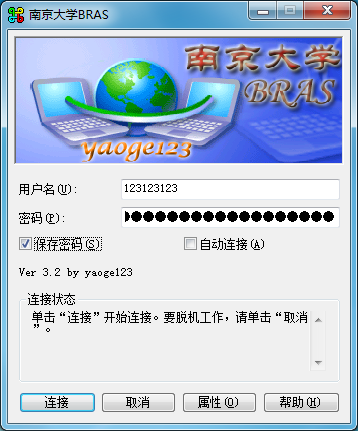 南京大学BRAS
南京大学
BRAS
yaoge123
用户名(U):
123123123
密码(P):
●●●●●●●●●●●●●●●●●
保存密码(S)
自动连接(A)
Ver 3.2 by yaoge123
连接状态
单击“连接”开始连接。要脱机工作，请单击“取消
”。
连接
取消
属性(O)
帮助(H)